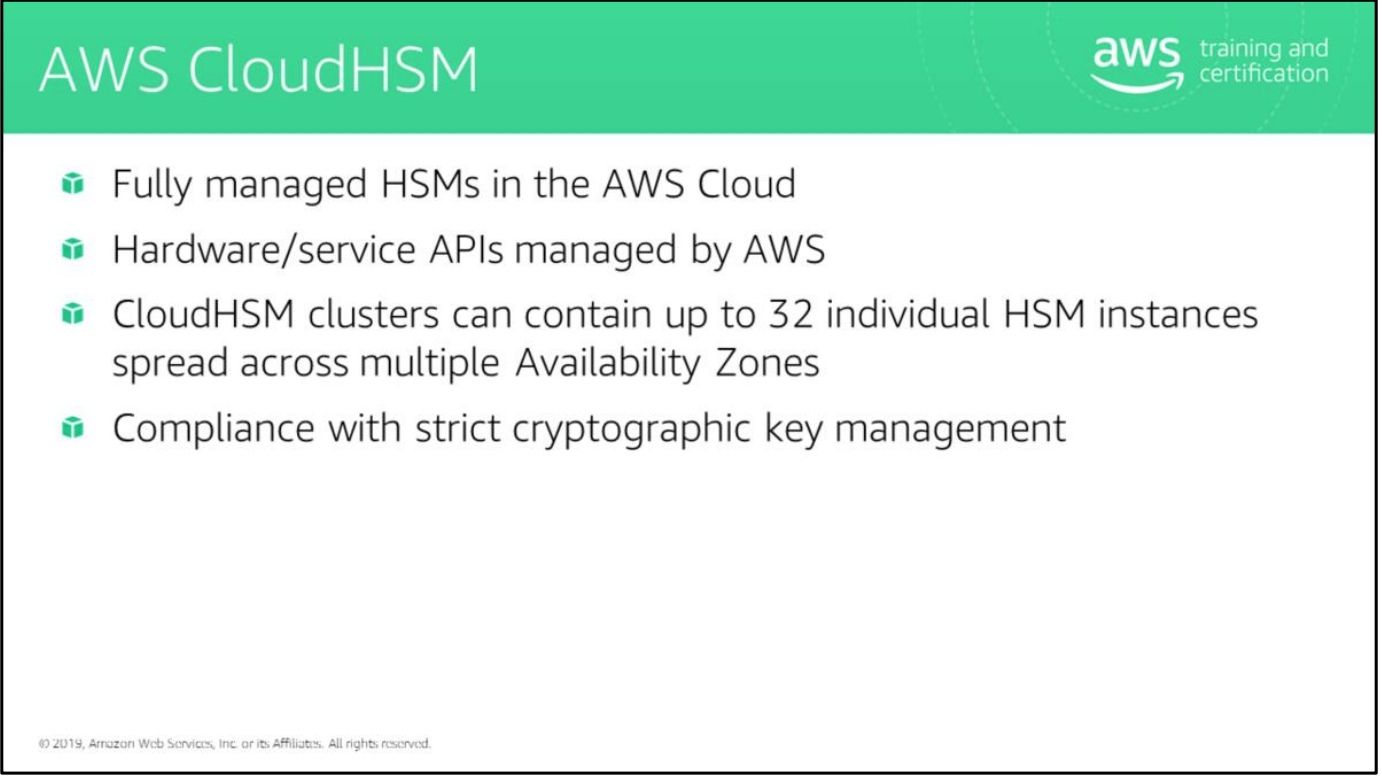 AWS CloudHSM
aws training and
certification
Fully managed HSMs in the AWS Cloud
Hardware/service APIs managed by AWS
CloudHSM clusters can contain up to 32 individual HSM instances
spread across multiple Availability Zones
Compliance with strict cryptographic key management
© 2019, Amazon Web Services, Inc. or its Affiliates. All rights reserved.